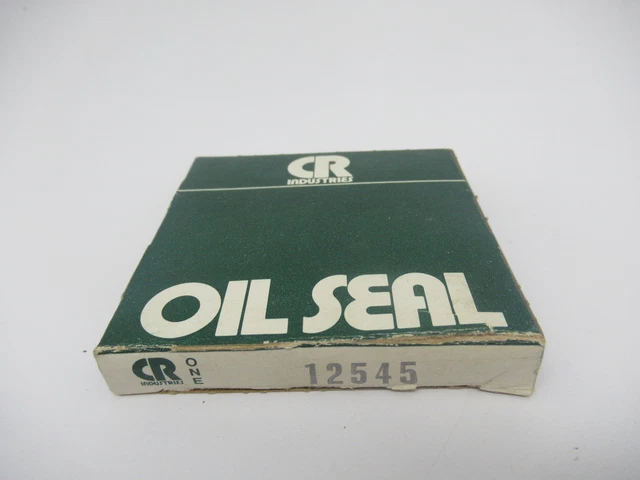 CR
INDUSTRIES
OIL SEAL
CR
INDUSTRIES
ONE
12545